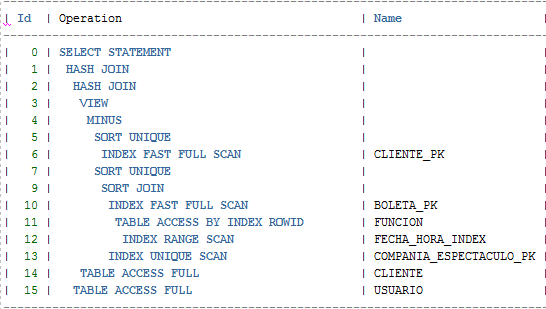 | Id | Operation | Name |
| 0 | SELECT STATEMENT | |
| 1 | HASH JOIN | |
| 2 | HASH JOIN | |
| 3 | VIEW | |
| 4 | MINUS | |
| 5 | SORT UNIQUE | |
| 6 | INDEX FAST FULL SCAN | CLIENTE_PK |
| 7 | SORT UNIQUE | |
| 9 | SORT JOIN | |
| 10 | INDEX FAST FULL SCAN | BOLETA_PK |
| 11 | TABLE ACCESS BY INDEX ROWID | FUNCION |
| 12 | INDEX RANGE SCAN | FECHA_HORA_INDEX |
| 13 | INDEX UNIQUE SCAN | COMPANIA_ESPECTACULO_PK |
| 14 | TABLE ACCESS FULL | CLIENTE |
| 15 | TABLE ACCESS FULL | USUARIO |